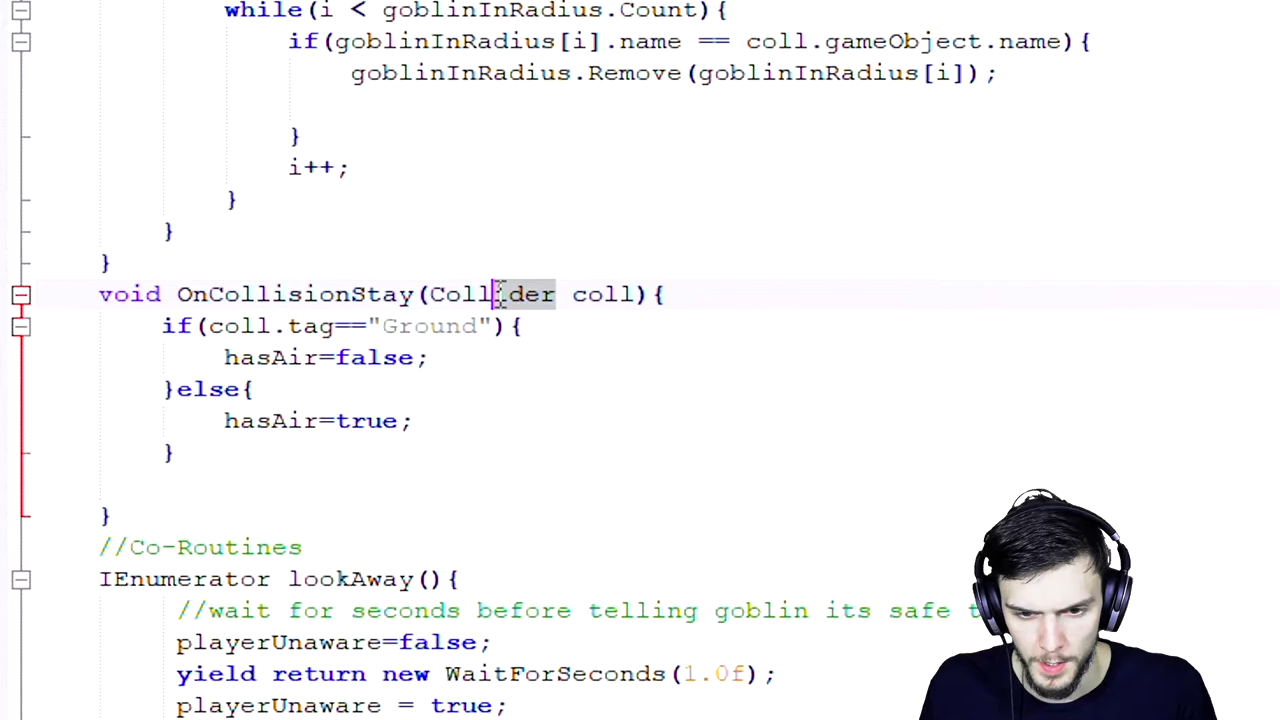 while(i < goblinInRadius.Count){
if(goblinInRadius[i].name == coll.gameObject.name){
goblinInRadius.Remove(goblinInRadius[i]);
}
i++;
}
}
}
void OnCollisionStay(Collider coll){
if(coll.tag=="Ground"){
hasAir=false;
}else{
hasAir=true;
}
}
//Co-Routines
IEnumerator lookAway(){
//wait for seconds before telling goblin its safe
playerUnaware=false;
yield return new WaitForSeconds(1.0f);
playerUnaware = true;